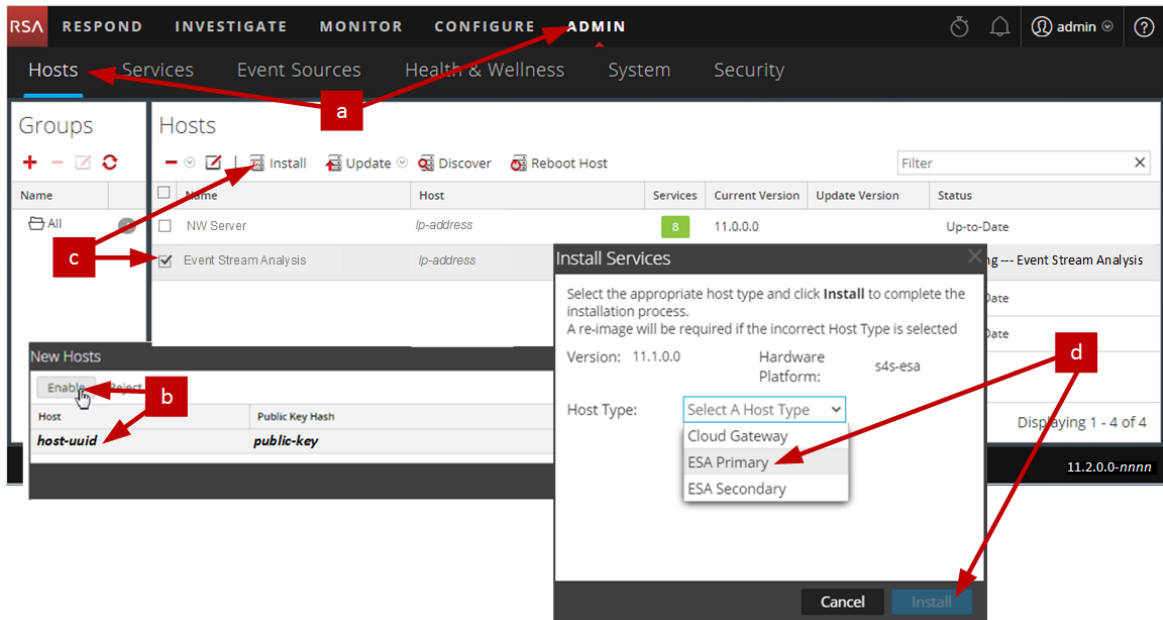 RSA RESPOND INVESTIGATE MONITOR CONFIGURE ADMIN admin
Hosts Services Event Sources Health & Wellness System Security
a
Groups
Hosts
Install Update Discover Reboot Host Filter
Name
Name Host Services Current Version Update Version Status
All
NW Server Ip-address 8 11.0.0.0 Up-to-Date
c
Event Stream Analysis Ip-address ng --- Event Stream Analysis
Date
Date
Displaying 1 - 4 of 4
11.2.0.0-nnnn
New Hosts
Enable Reject
b
Host Public Key Hash
host-uuid public-key
Install Services
Select the appropriate host type and click Install to complete the
installation process.
A re-image will be required if the incorrect Host Type is selected
Version: 11.1.0.0 Hardware
Platform: s4s-esa
d
Host Type: Select A Host Type
Cloud Gateway
ESA Primary
ESA Secondary
Cancel Install